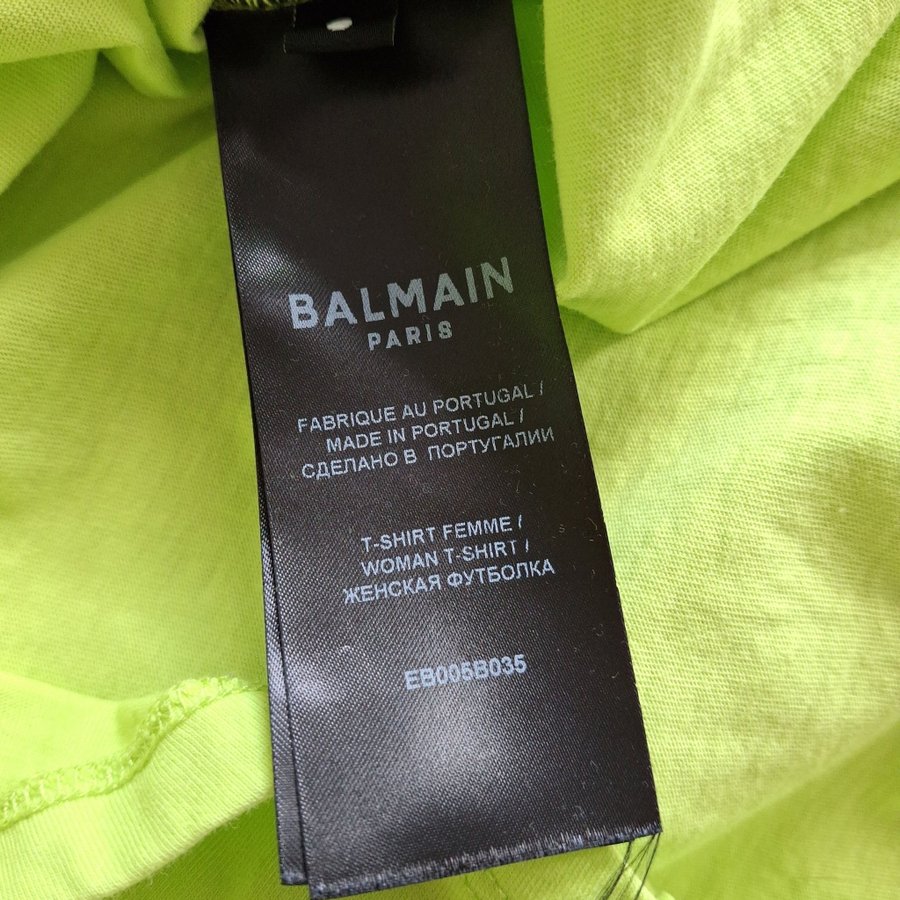 BALMAIN
PARIS
FABRIQUE AU PORTUGAL /
MADE IN PORTUGAL /
СДЕЛАНО В ПОРТУГАЛИИ
T-SHIRT FEMME /
WOMAN T-SHIRT /
ЖЕНСКАЯ ФУТБОЛКА
EB005B035